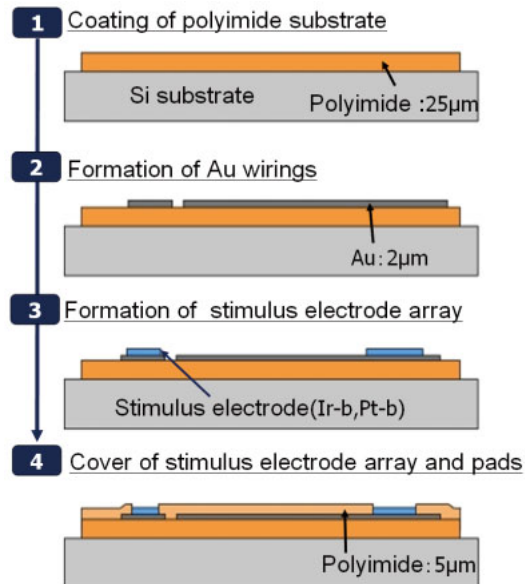 1 Coating of polyimide substrate
Si substrate
Polyimide :25μm
2 Formation of Au wirings
Au:2μm
3 Formation of stimulus electrode array
Stimulus electrode(Ir-b,Pt-b)
4 Cover of stimulus electrode array and pads
Polyimide:5μm